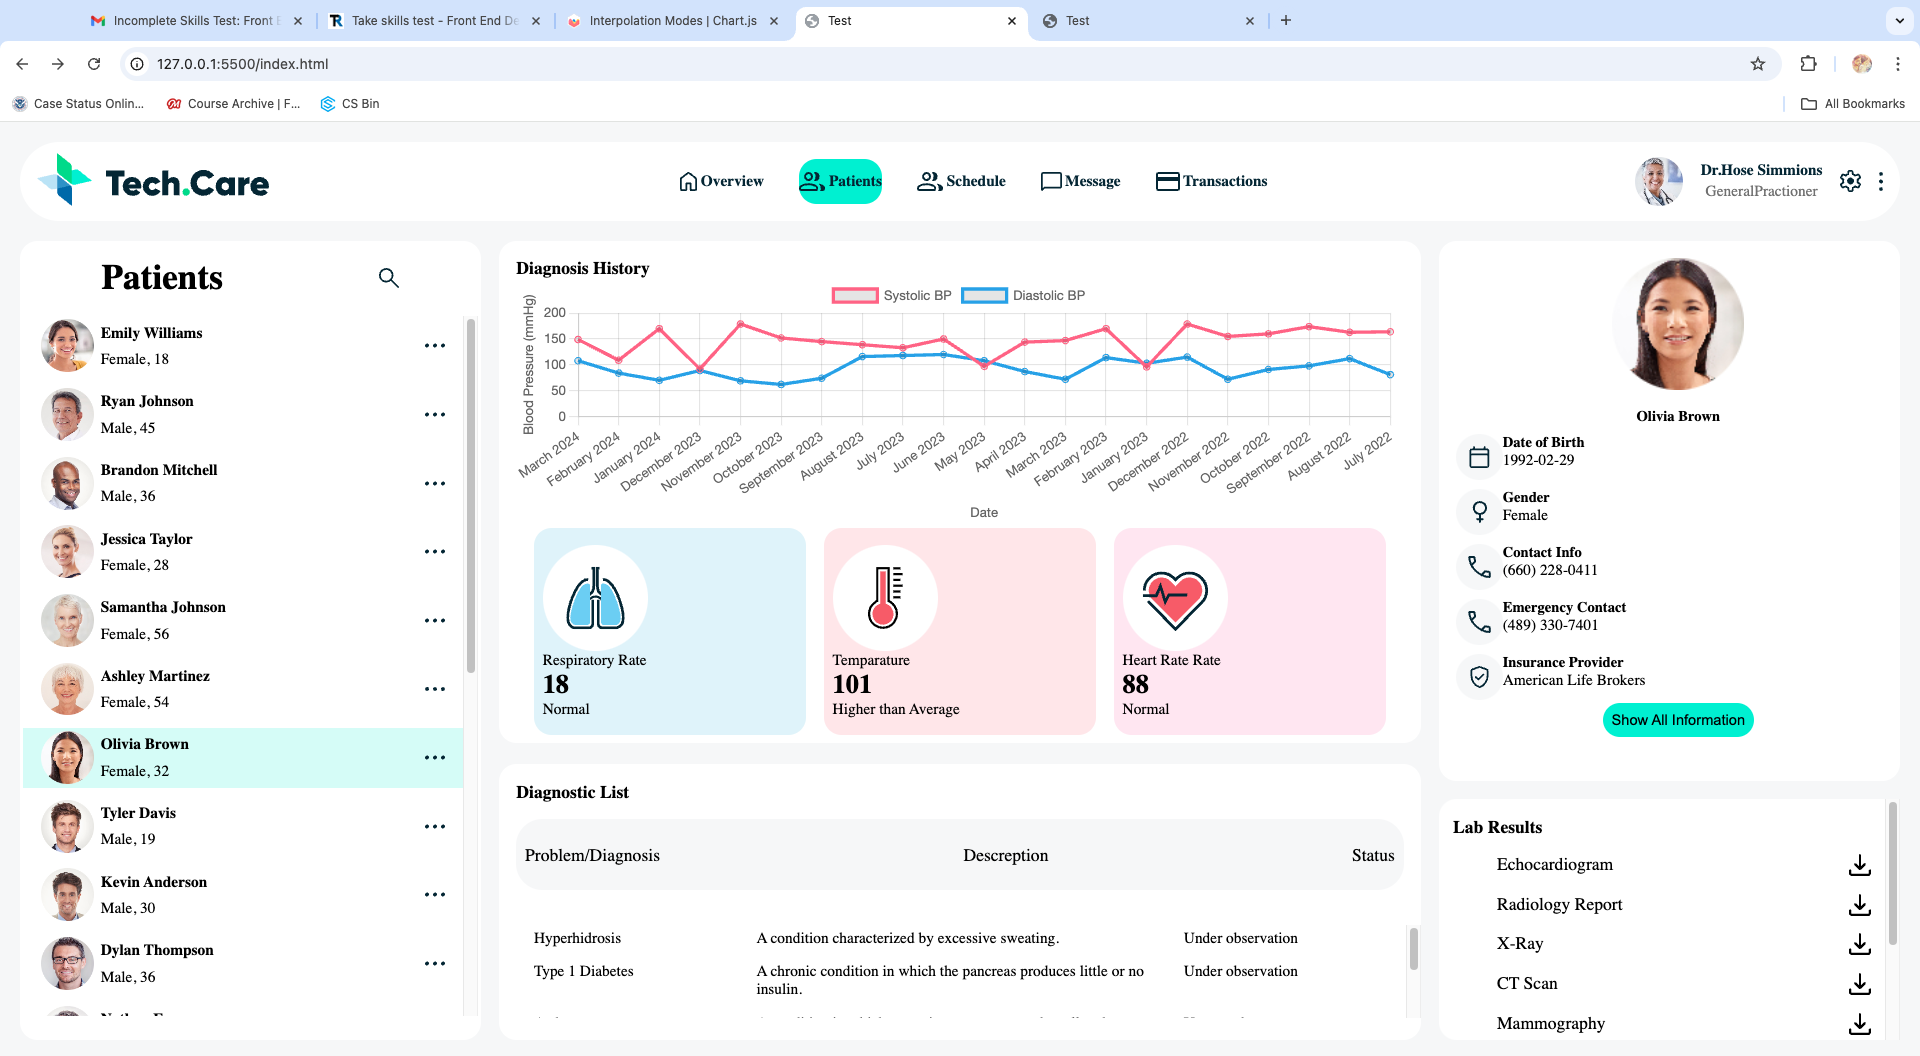 Incomplete Skills Test: Front E
Take skills test - Front End De
Interpolation Modes | Chart.js
Test
Test
127.0.0.1:5500/index.html
Case Status Onlin...
Course Archive | F...
CS Bin
All Bookmarks
Tech.Care
Overview
Patients
Schedule
Message
Transactions
Dr.Hose Simmions
GeneralPractioner
Patients
Emily Williams
Female, 18
Ryan Johnson
Male, 45
Brandon Mitchell
Male, 36
Jessica Taylor
Female, 28
Samantha Johnson
Female, 56
Ashley Martinez
Female, 54
Olivia Brown
Female, 32
Tyler Davis
Male, 19
Kevin Anderson
Male, 30
Dylan Thompson
Male, 36
Diagnosis History
Systolic BP
Diastolic BP
Blood Pressure (mmHg)
200
150
100
50
0
March 2024
February 2024
January 2024
December 2023
November 2023
October 2023
September 2023
August 2023
July 2023
June 2023
May 2023
April 2023
March 2023
February 2023
January 2023
December 2022
November 2022
October 2022
September 2022
August 2022
July 2022
Date
Respiratory Rate
18
Normal
Temparature
101
Higher than Average
Heart Rate Rate
88
Normal
Diagnostic List
Problem/Diagnosis
Descreption
Status
Hyperhidrosis
A condition characterized by excessive sweating.
Under observation
Type 1 Diabetes
A chronic condition in which the pancreas produces little or no
insulin.
Under observation
Olivia Brown
Date of Birth
1992-02-29
Gender
Female
Contact Info
(660) 228-0411
Emergency Contact
(489) 330-7401
Insurance Provider
American Life Brokers
Show All Information
Lab Results
Echocardiogram
Radiology Report
X-Ray
CT Scan
Mammography